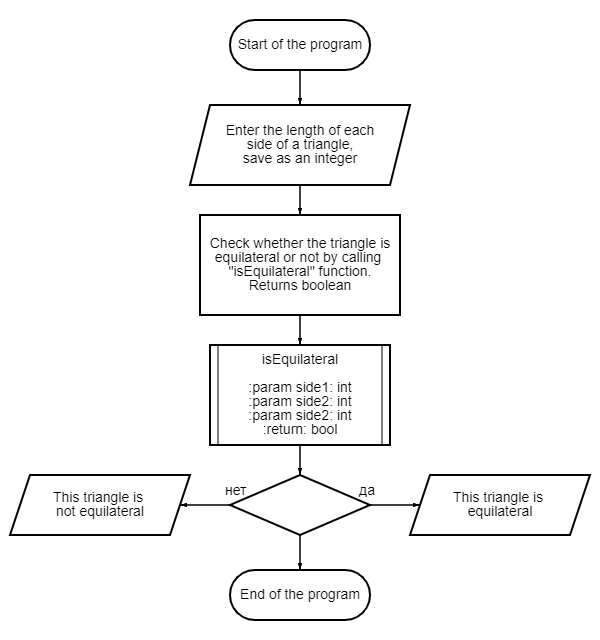 Start of the program
Enter the length of each
side of a triangle,
save as an integer
Check whether the triangle is
equilateral or not by calling
"isEquilateral" function.
Returns boolean
isEquilateral
:param side1: int
:param side2: int
:param side2: int
:return: bool
нет
да
This triangle is
not equilateral
This triangle is
equilateral
End of the program